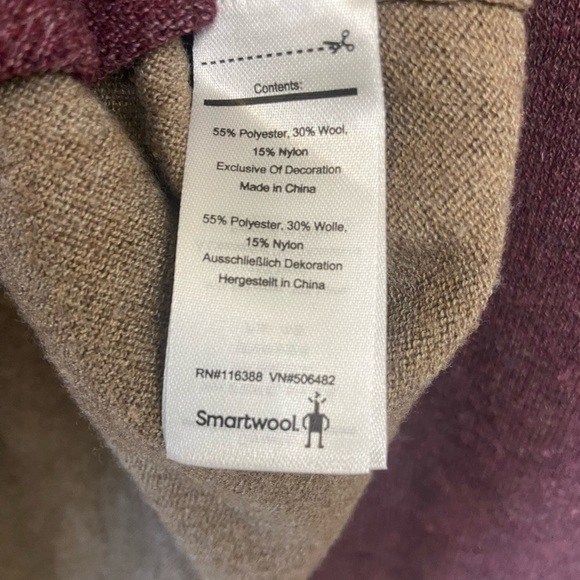 Contents:
55% Polyester, 30% Wool,
15% Nylon
Exclusive Of Decoration
Made in China
55% Polyester, 30% Wolle,
15% Nylon
Ausschließlich Dekoration
Hergestellt in China
RN#116388 VN#506482
Smartwool